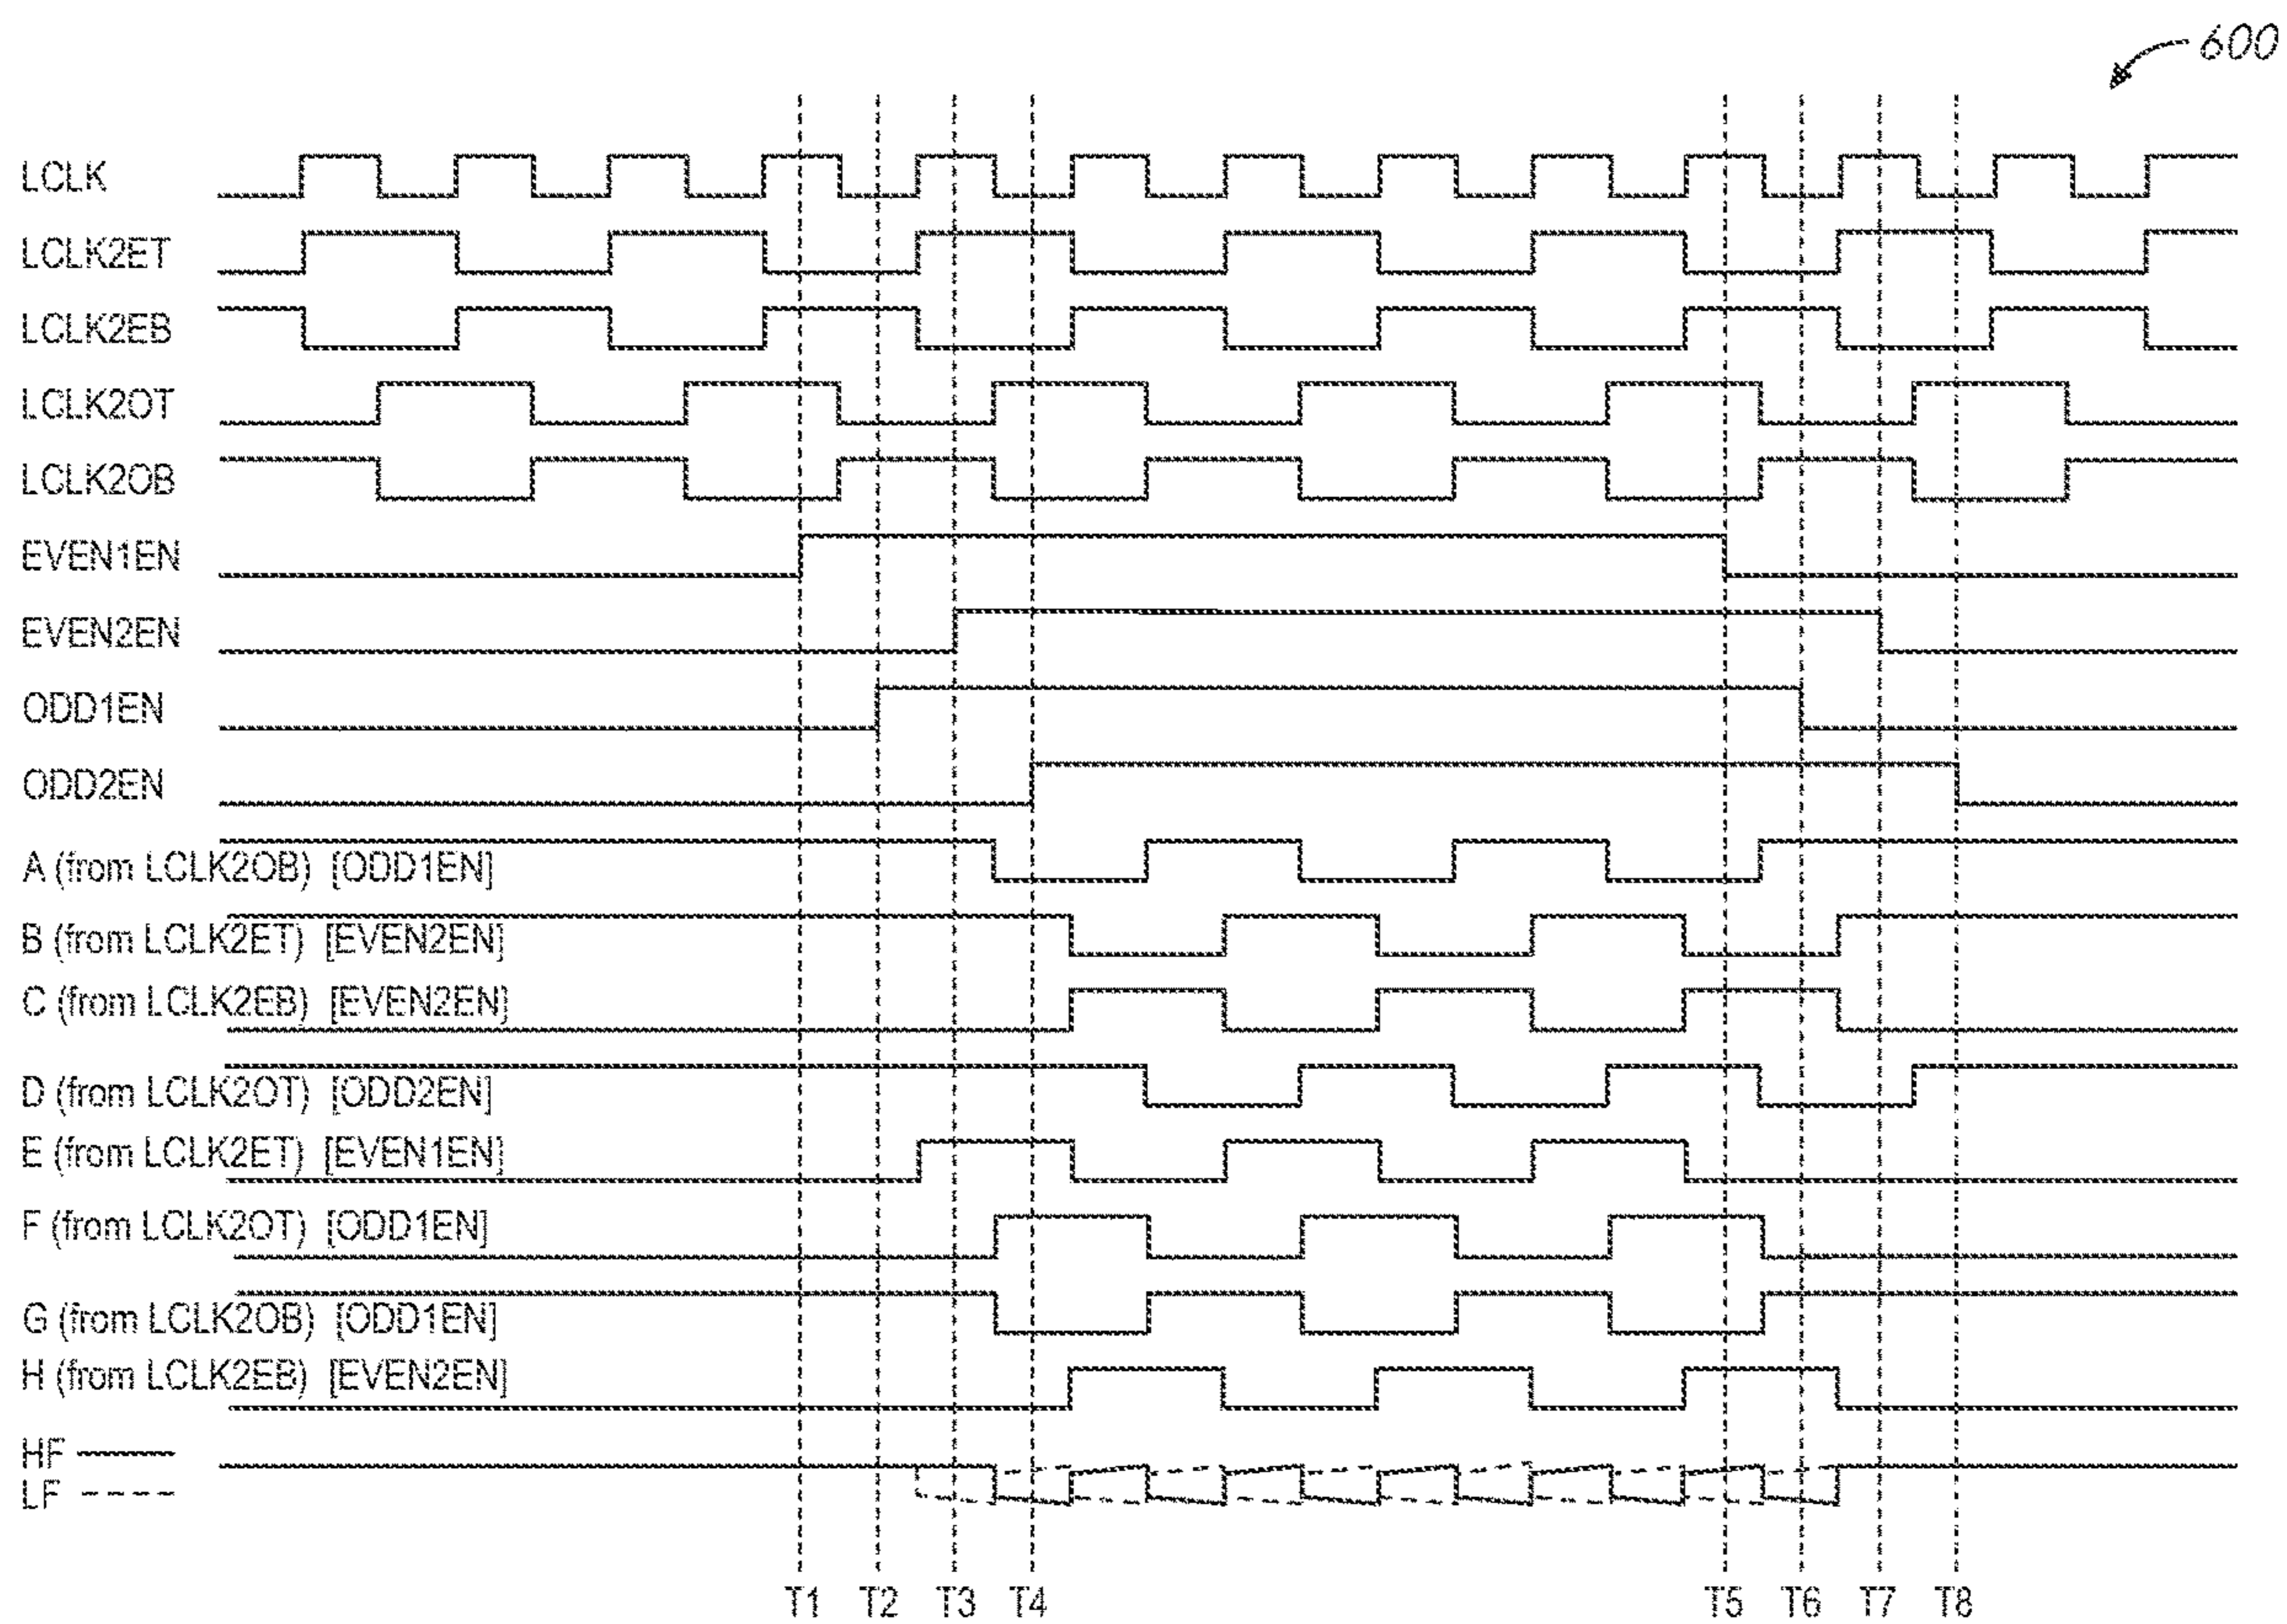 600
LCLK
LCLK2ET
LCLK2EB
LCLK2OT
LCLK2OB
EVEN1EN
EVEN2EN
ODD1EN
ODD2EN
A (from LCLK2OB) [ODD1EN]
B (from LCLK2ET) [EVEN2EN]
C (from LCLK2EB) [EVEN2EN]
D (from LCLK2OT) [ODD2EN]
E (from LCLK2ET) [EVEN1EN]
F (from LCLK2OT) [ODD1EN]
G (from LCLK2OB) [ODD1EN]
H (from LCLK2EB) [EVEN2EN]
HF
LF
T1 T2 T3 T4 T5 T6 T7 T8